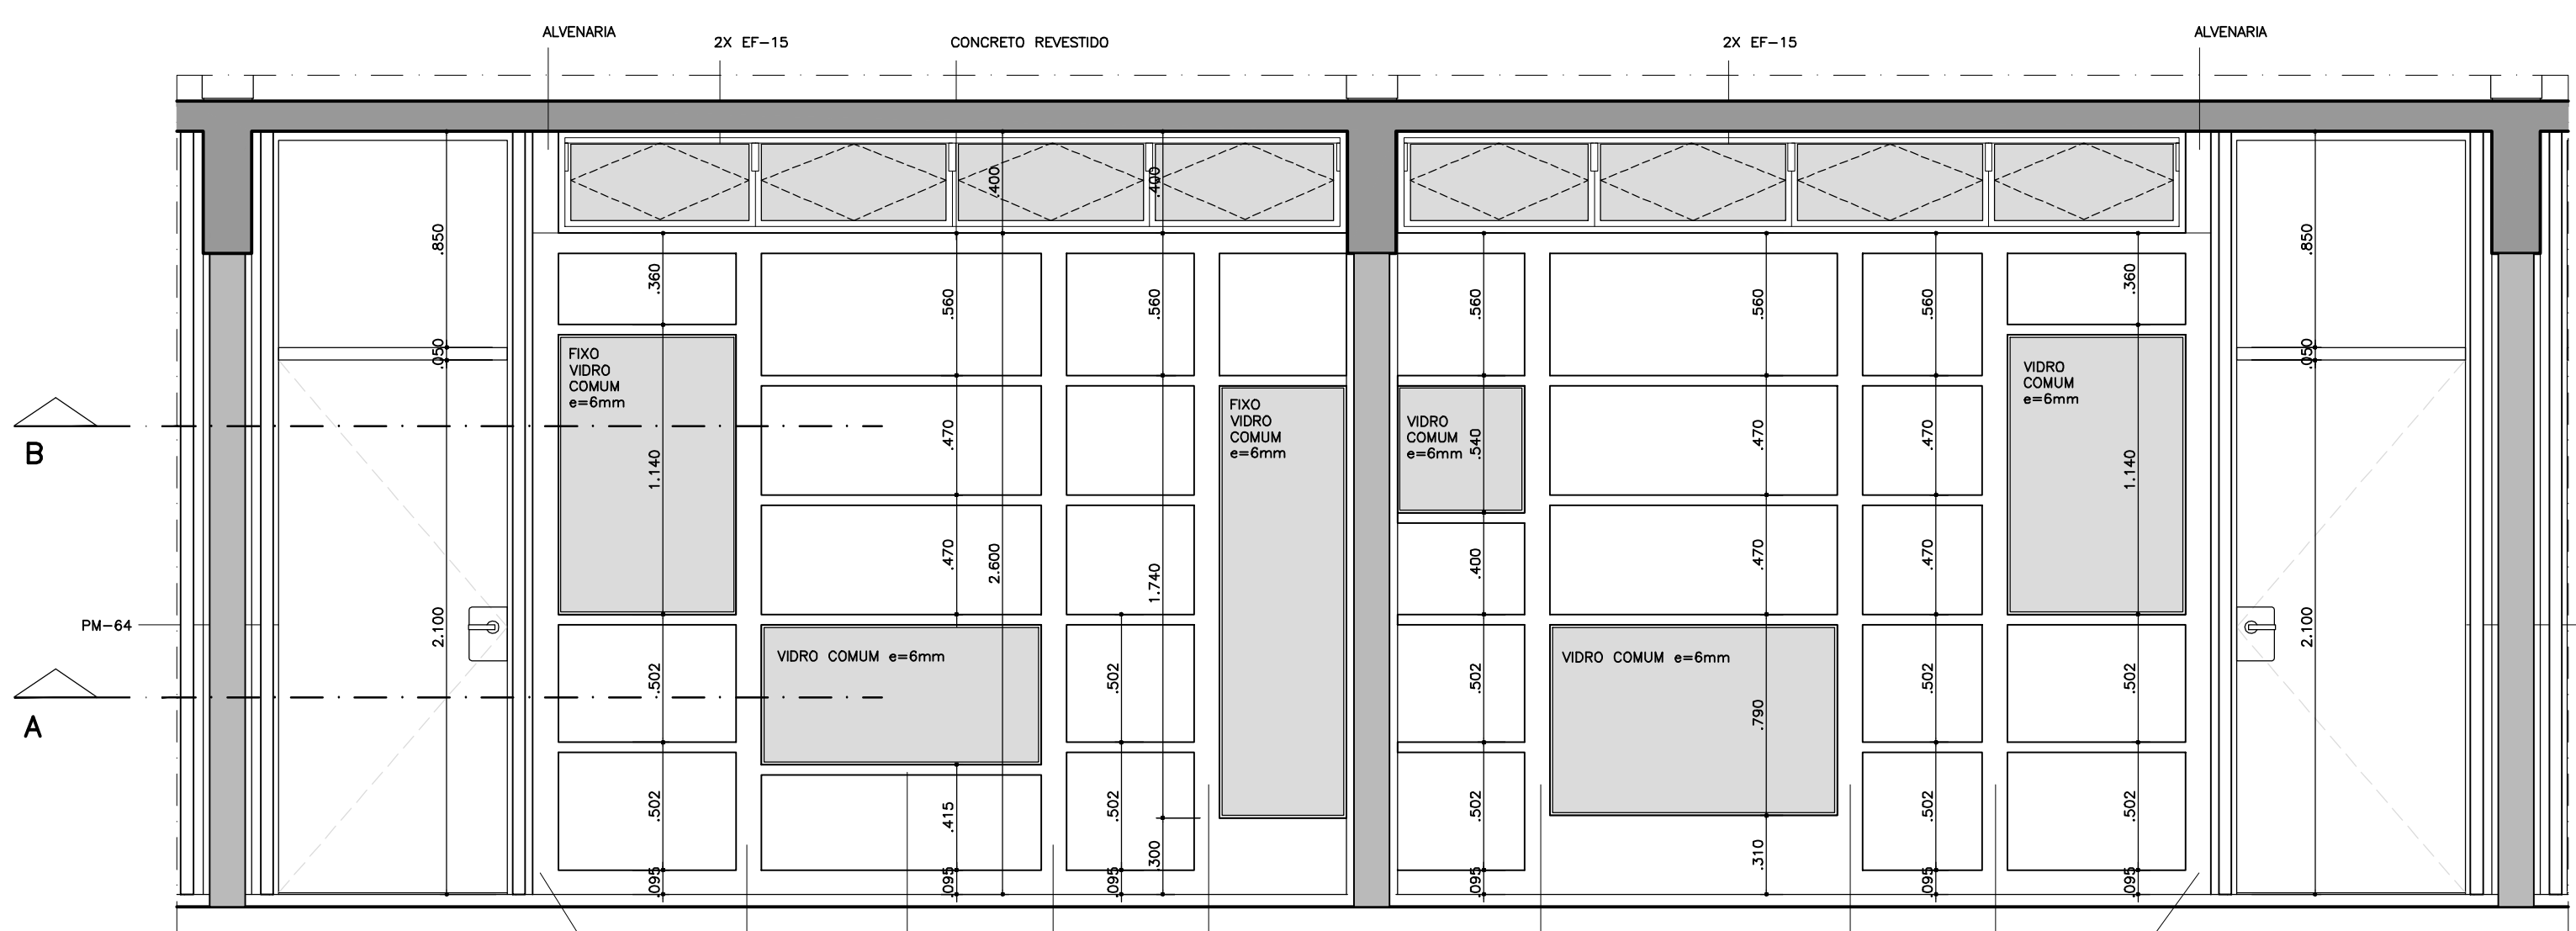 ALVENARIA
2X EF-15
CONCRETO REVESTIDO
2X EF-15
ALVENARIA
.400
.400
.850
.850
.360
.560
.560
.560
.560
.560
.360
.050
.050
FIXO
VIDRO
COMUM
e=6mm
FIXO
VIDRO
COMUM
e=6mm
VIDRO
COMUM
e=6mm
VIDRO
COMUM
e=6mm
B
1.140
.470
.540
.470
.470
1.140
.470
2.600
1.740
.400
.470
.470
PM-64
2.100
2.100
VIDRO COMUM e=6mm
VIDRO COMUM e=6mm
.502
.502
.502
.790
.502
.502
A
.502
.415
.502
.300
.502
.310
.502
.502
.095
.095
.095
.095
.095
.095